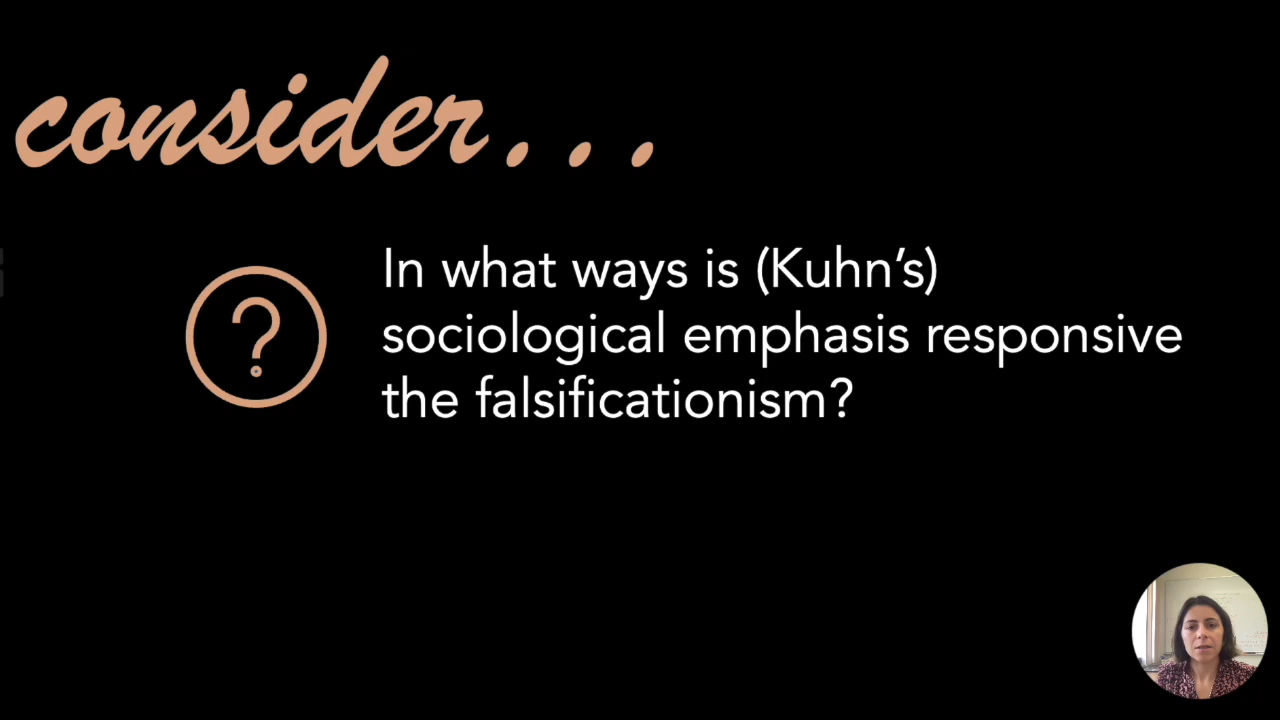 consider...
?
In what ways is (Kuhn’s)
sociological emphasis responsive
the falsificationism?